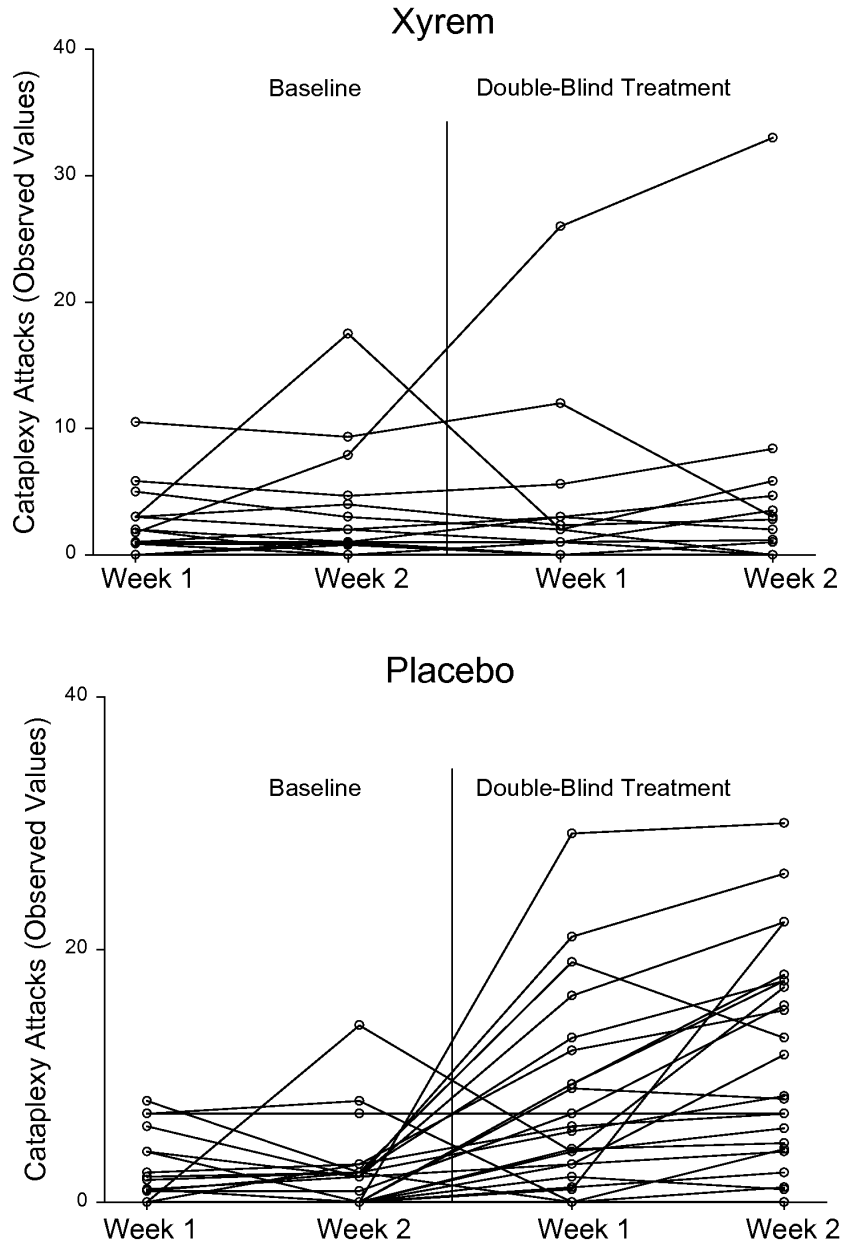 Xyrem
40
Baseline
Double-Blind Treatment
30
20
10
0
Cataplexy Attacks (Observed Values)
Week 1
Week 2
Week 1
Week 2
Placebo
40
Baseline
Double-Blind Treatment
20
0
Cataplexy Attacks (Observed Values)
Week 1
Week 2
Week 1
Week 2